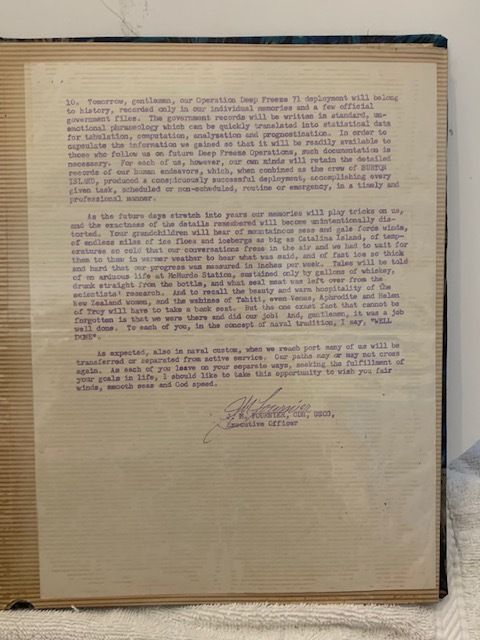 10. Tomorrow, gentlemen, our Operation Deep Freeze 71 deployment will belong
to history, recorded only in our individual memories and a few official
government files. The government records will be written in standard, un-
emotional phraseology which can be quickly translated into statistical data
for tabulation, computation, analyzation and prognostication. In order to
capsulate the information we gained so that it will be readily available to
those who follow us on future Deep Freeze Operations, such documentation is
necessary. For each of us, however, our own minds will retain the detailed
records of our human endeavors, which, when combined as the crew of BURTON
ISLAND, produced a conspicuously successful deployment, accomplishing every
given task, scheduled or non-scheduled, routine or emergency, in a timely and
professional manner.
As the future days stretch into years our memories will play tricks on us,
and the exactness of the details remembered will become unintentionally dis-
torted. Your grandchildren will hear of mountainous seas and gale force winds,
of endless miles of ice floes and icebergs as big as Catalina Island, of temp-
eratures so cold that our conversations froze in the air and we had to wait for
them to thaw in warmer weather to hear what was said, and of fast ice so thick
and hard that our progress was measured in inches per week. Tales will be told
of an arduous life at McMurdo Station, sustained only by gallons of whiskey,
drunk straight from the bottle, and what seal meat was left over from the
scientists' research. And to recall the beauty and warm hospitality of the
New Zealand women, and the wahines of Tahiti, even Venus, Aphrodite and Helen
of Troy will have to take a back seat. But the one exact fact that cannot be
forgotten is that we were there and did our job! And, gentlemen, it was a job
well done. To each of you, in the concept of naval tradition, I say, "WELL
DONE".
As expected, also in naval custom, when we reach port many of us will be
transferred or separated from active service. Our paths may or may not cross
again. As each of you leave on your separate ways, seeking the fulfillment of
your goals in life, I should like to take this opportunity to wish you fair
winds, smooth seas and God speed.
J M Fournier
J. M. FOURNIER, CDR, USCG,
Executive Officer